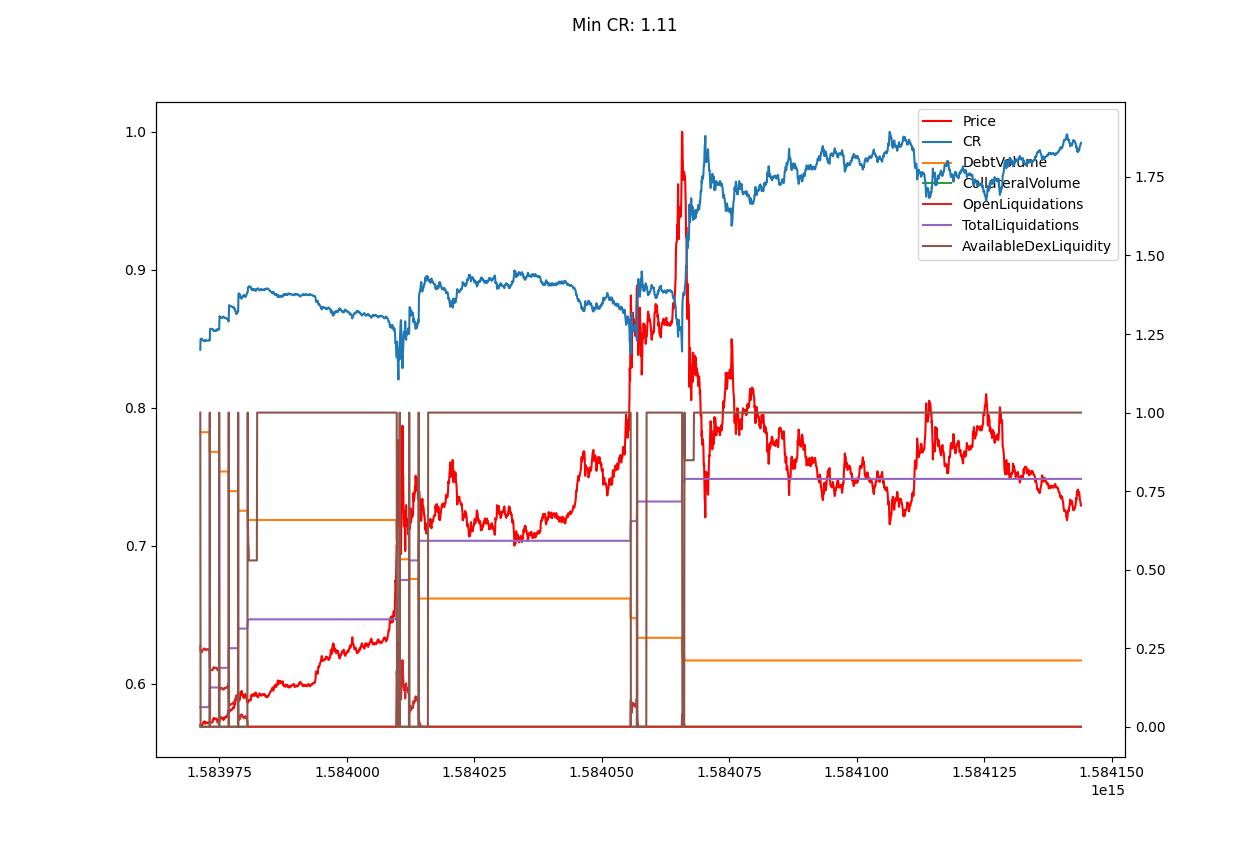 Min CR: 1.11
1.0
0.9
0.8
0.7
0.6
Price
CR
DebtVolume
CollateralVolume
OpenLiquidations
TotalLiquidations
AvailableDexLiquidity
1.75
1.50
1.25
1.00
0.75
0.50
0.25
0.00
1.583975 1.584000 1.584025 1.584050 1.584075 1.584100 1.584125 1.584150
1e15